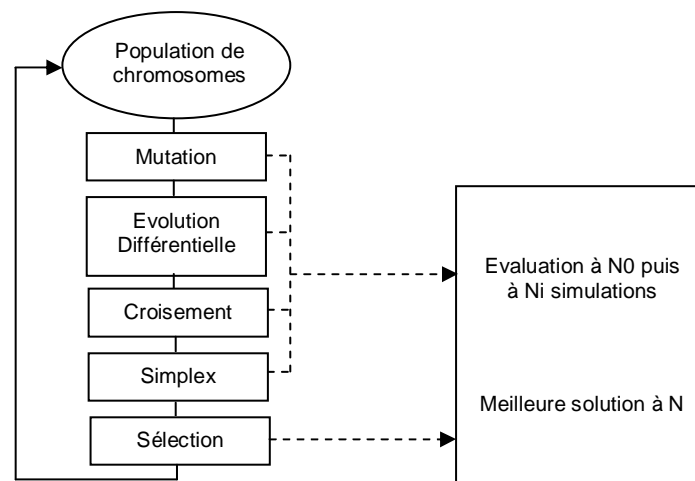 Population de
chromosomes
Mutation
Evolution
Différentielle
Croisement
Simplex
Sélection
Evaluation à N0 puis
à Ni simulations
Meilleure solution à N